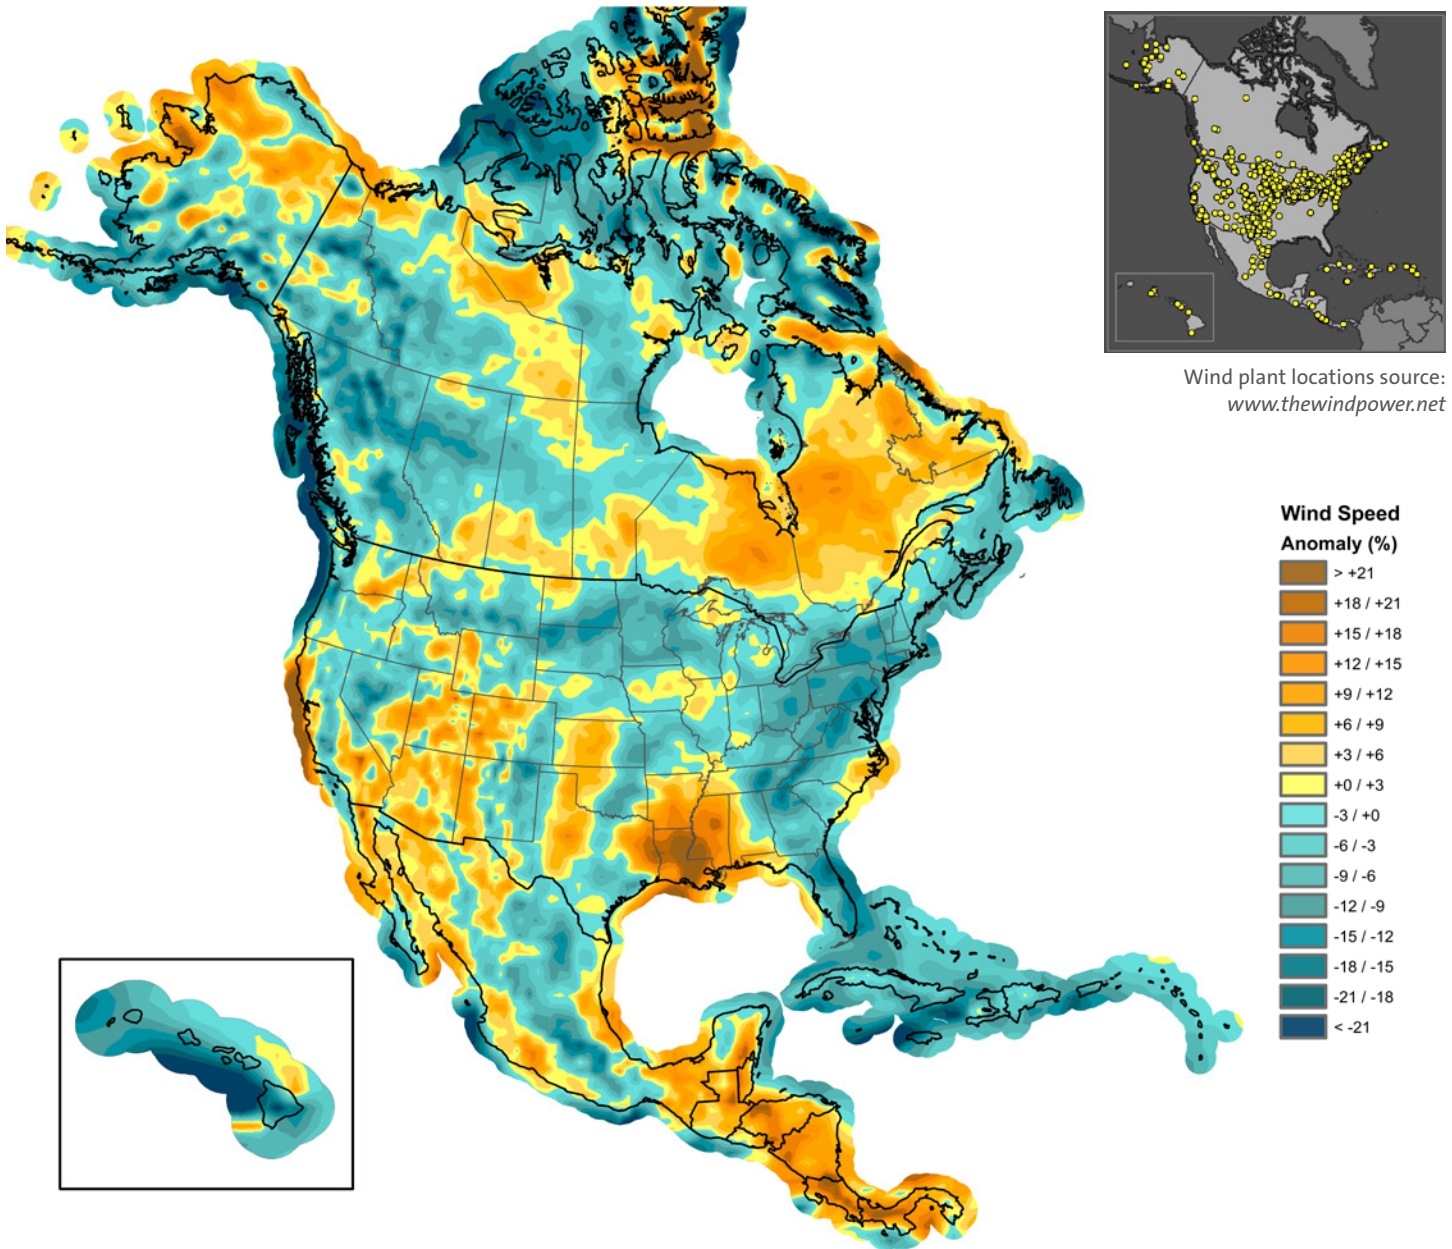 Wind plant locations source:
www.thewindpower.net
Wind Speed
Anomaly (%)
> +21
+18 / +21
+15 / +18
+12 / +15
+9 / +12
+6 / +9
+3 / +6
+0 / +3
-3 / +0
-6 / -3
-9 / -6
-12 / -9
-15 / -12
-18 / -15
-21 / -18
< -21